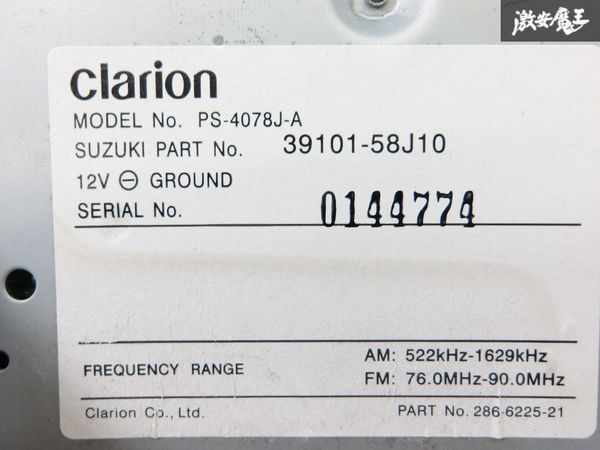 激安魔王
clarion
MODEL No. PS-4078J-A
SUZUKI PART No. 39101-58J10
12V ⊖ GROUND
SERIAL No. 0144774
FREQUENCY RANGE
AM: 522kHz-1629kHz
FM: 76.0MHz-90.0MHz
Clarion Co., Ltd. PART No. 286-6225-21